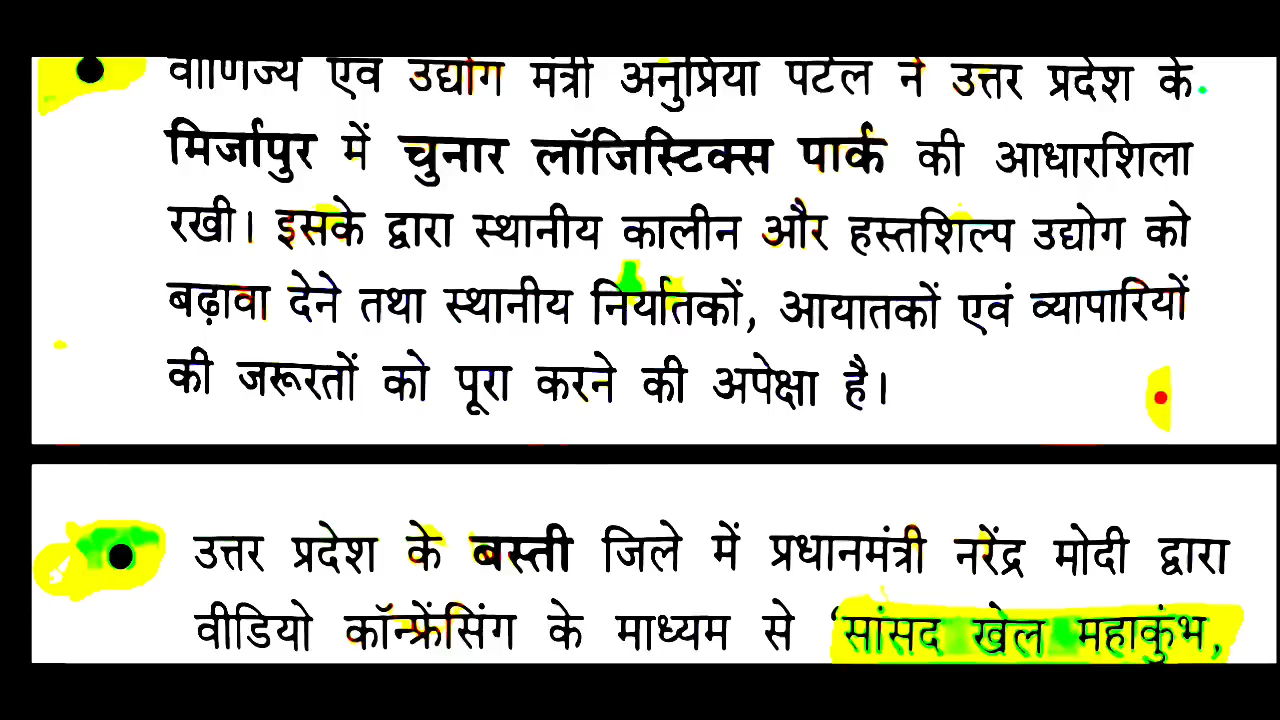 वाणिज्य एवं उद्योग मंत्री अनुप्रिया पटेल ने उत्तर प्रदेश के
मिर्जापुर में चुनार लॉजिस्टिक्स पार्क की आधारशिला
रखी। इसके द्वारा स्थानीय कालीन और हस्तशिल्प उद्योग को
बढ़ावा देने तथा स्थानीय निर्यातकों, आयातकों एवं व्यापारियों
की जरूरतों को पूरा करने की अपेक्षा है।
उत्तर प्रदेश के बस्ती जिले में प्रधानमंत्री नरेंद्र मोदी द्वारा
वीडियो कॉन्फ्रेंसिंग के माध्यम से ‘सांसद खेल महाकुंभ,